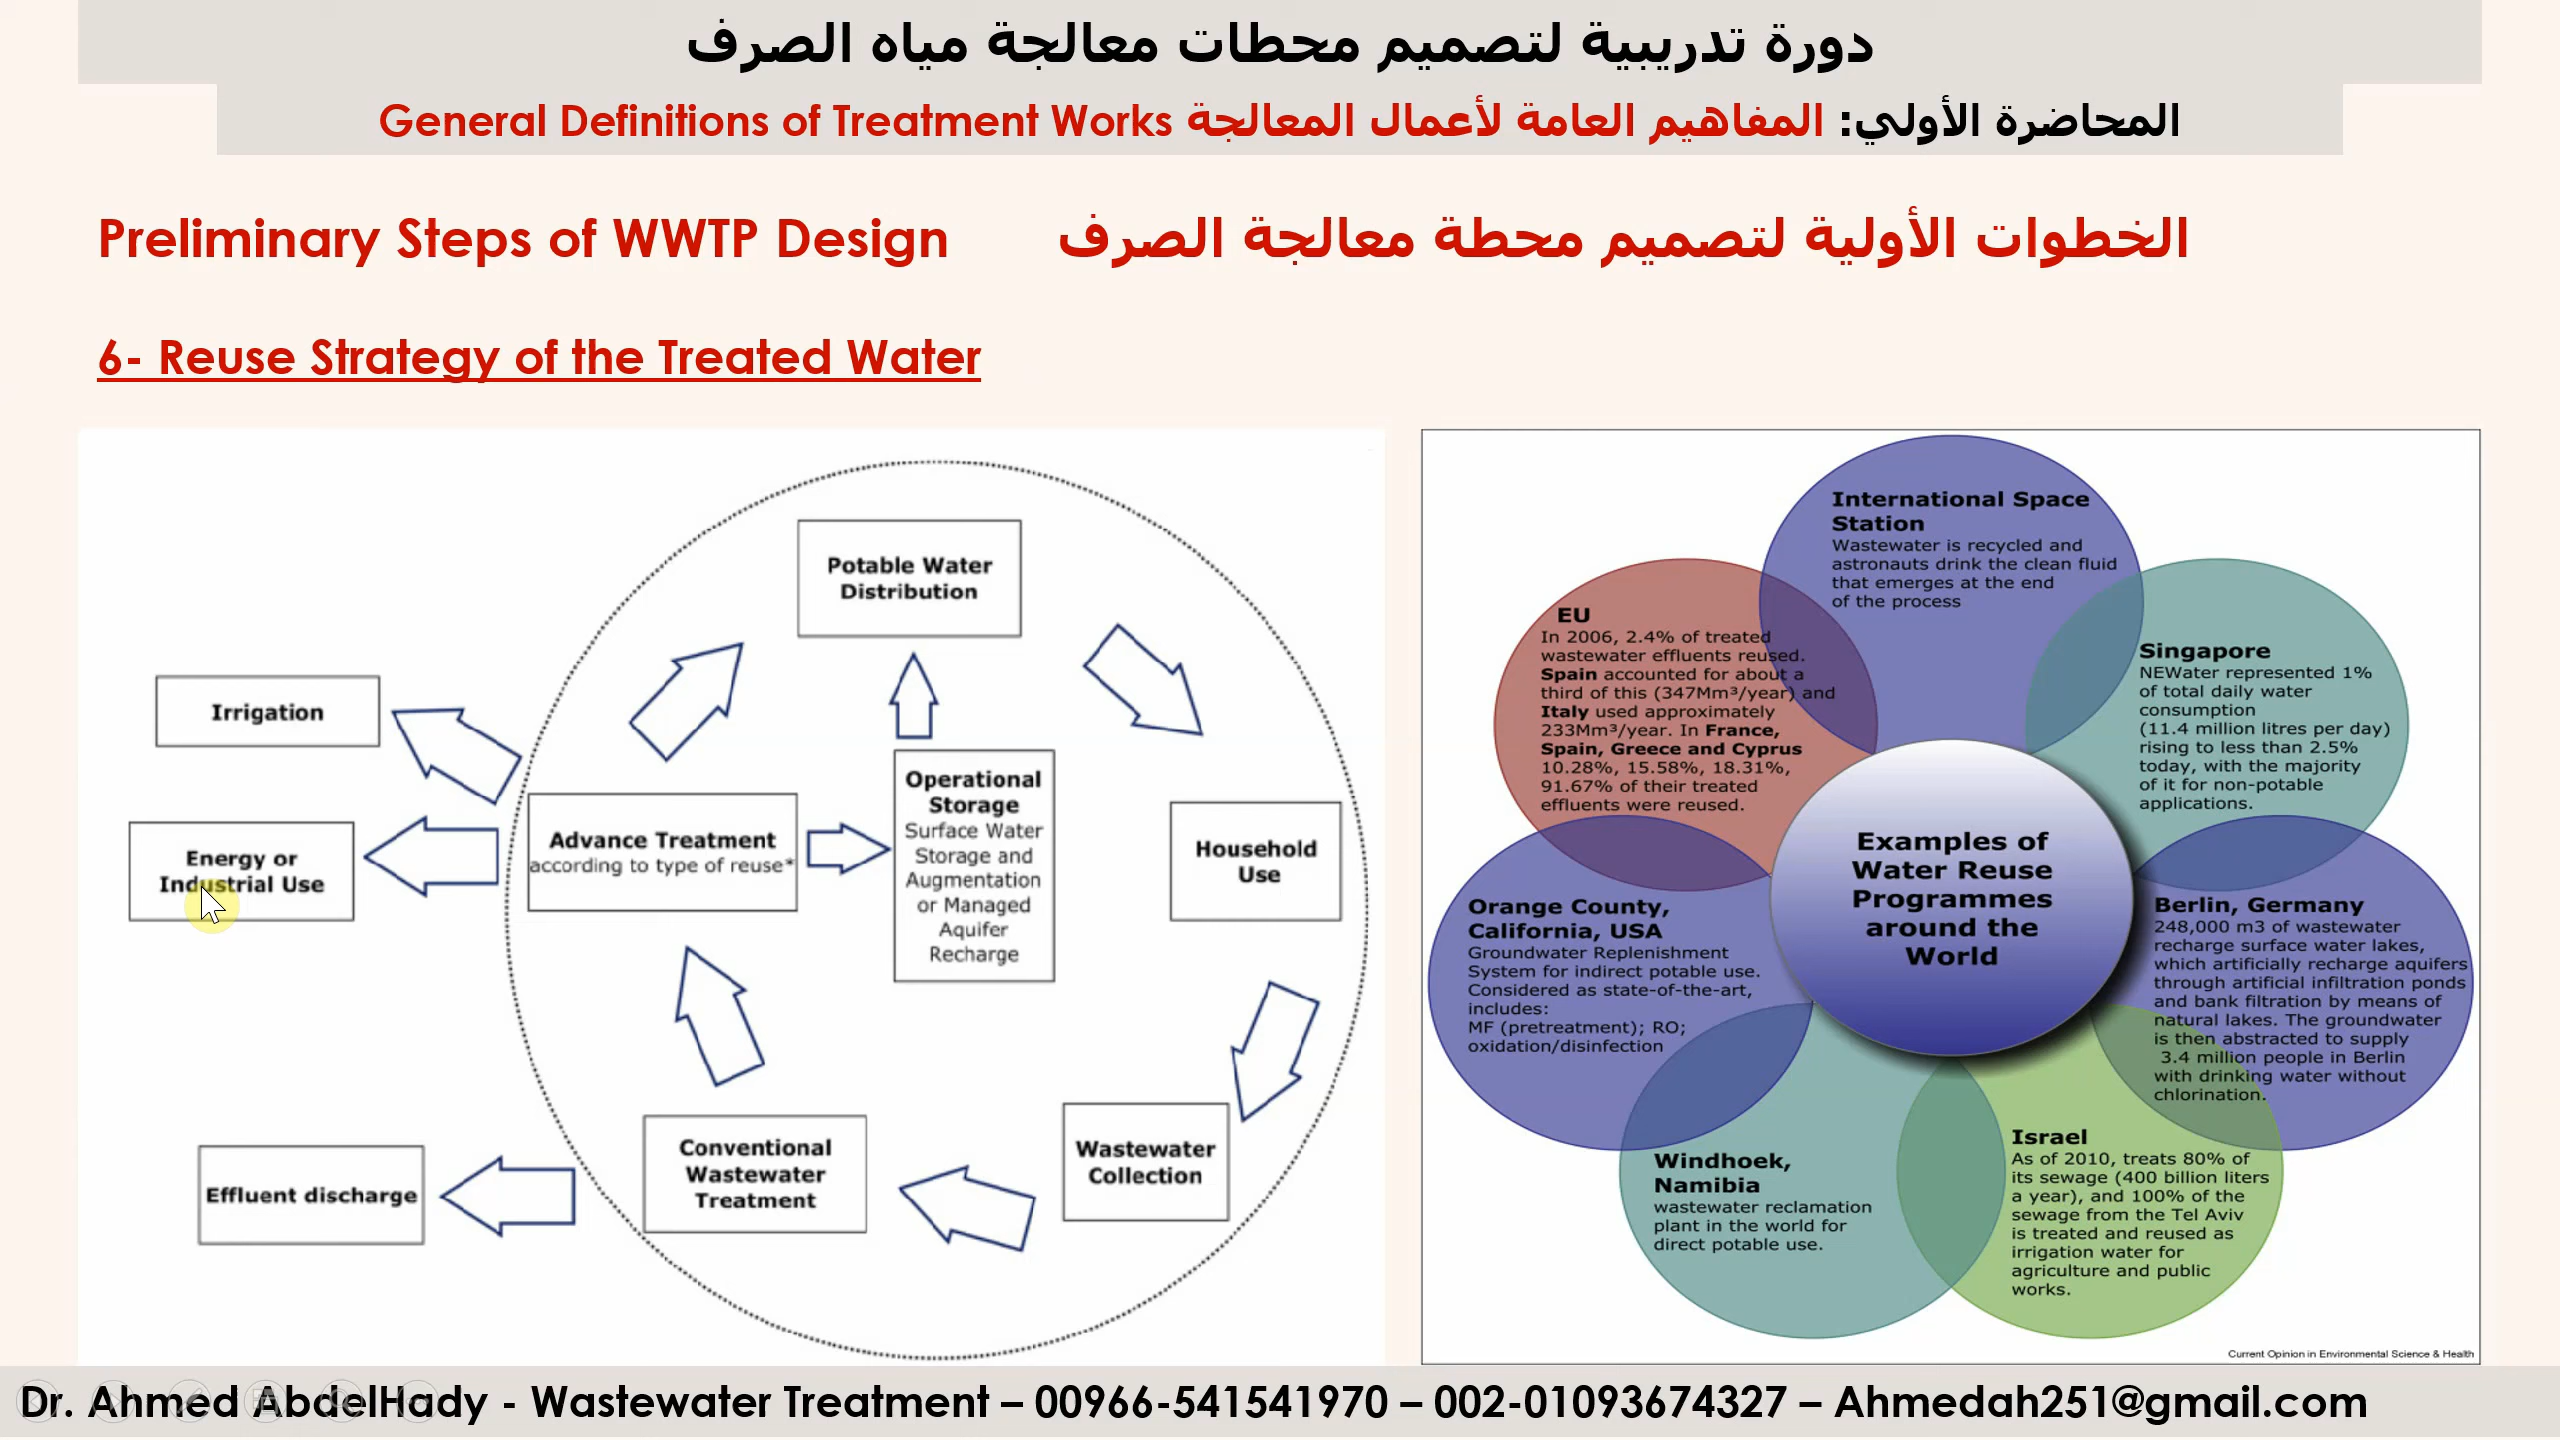 دورة تدريبية لتصميم محطات معالجة مياه الصرف
المحاضرة الأولي: المفاهيم العامة لأعمال المعالجة General Definitions of Treatment Works
Preliminary Steps of WWTP Design الخطوات الأولية لتصميم محطة معالجة الصرف
6- Reuse Strategy of the Treated Water
Potable Water
Distribution
Irrigation
Energy or
Industrial Use
Advance Treatment
according to type of reuse*
Operational
Storage
Surface Water
Storage and
Augmentation
or Managed
Aquifer
Recharge
Household
Use
Effluent discharge
Conventional
Wastewater
Treatment
Wastewater
Collection
International Space
Station
Wastewater is recycled and
astronauts drink the clean fluid
that emerges at the end
of the process
EU
In 2006, 2.4% of treated
wastewater effluents reused.
Spain accounted for about a
third of this (347Mm³/year) and
Italy used approximately
233Mm³/year. In France,
Spain, Greece and Cyprus
10.28%, 15.58%, 18.31%,
91.67% of their treated
effluents were reused.
Singapore
NEWater represented 1%
of total daily water
consumption
(11.4 million litres per day)
rising to less than 2.5%
today, with the majority
of it for non-potable
applications.
Examples of
Water Reuse
Programmes
around the
World
Orange County,
California, USA
Groundwater Replenishment
System for indirect potable use.
Considered as state-of-the-art,
includes:
MF (pretreatment); RO;
oxidation/disinfection
Berlin, Germany
248,000 m3 of wastewater
recharge surface water lakes,
which artificially recharge aquifers
through artificial infiltration ponds
and bank filtration by means of
natural lakes. The groundwater
is then abstracted to supply
3.4 million people in Berlin
with drinking water without
chlorination.
Windhoek,
Namibia
wastewater reclamation
plant in the world for
direct potable use.
Israel
As of 2010, treats 80% of
its sewage (400 billion liters
a year), and 100% of the
sewage from the Tel Aviv
is treated and reused as
irrigation water for
agriculture and public
works.
Current Opinion in Environmental Science & Health
Dr. Ahmed AbdelHady - Wastewater Treatment – 00966-541541970 – 002-01093674327 – Ahmedah251@gmail.com